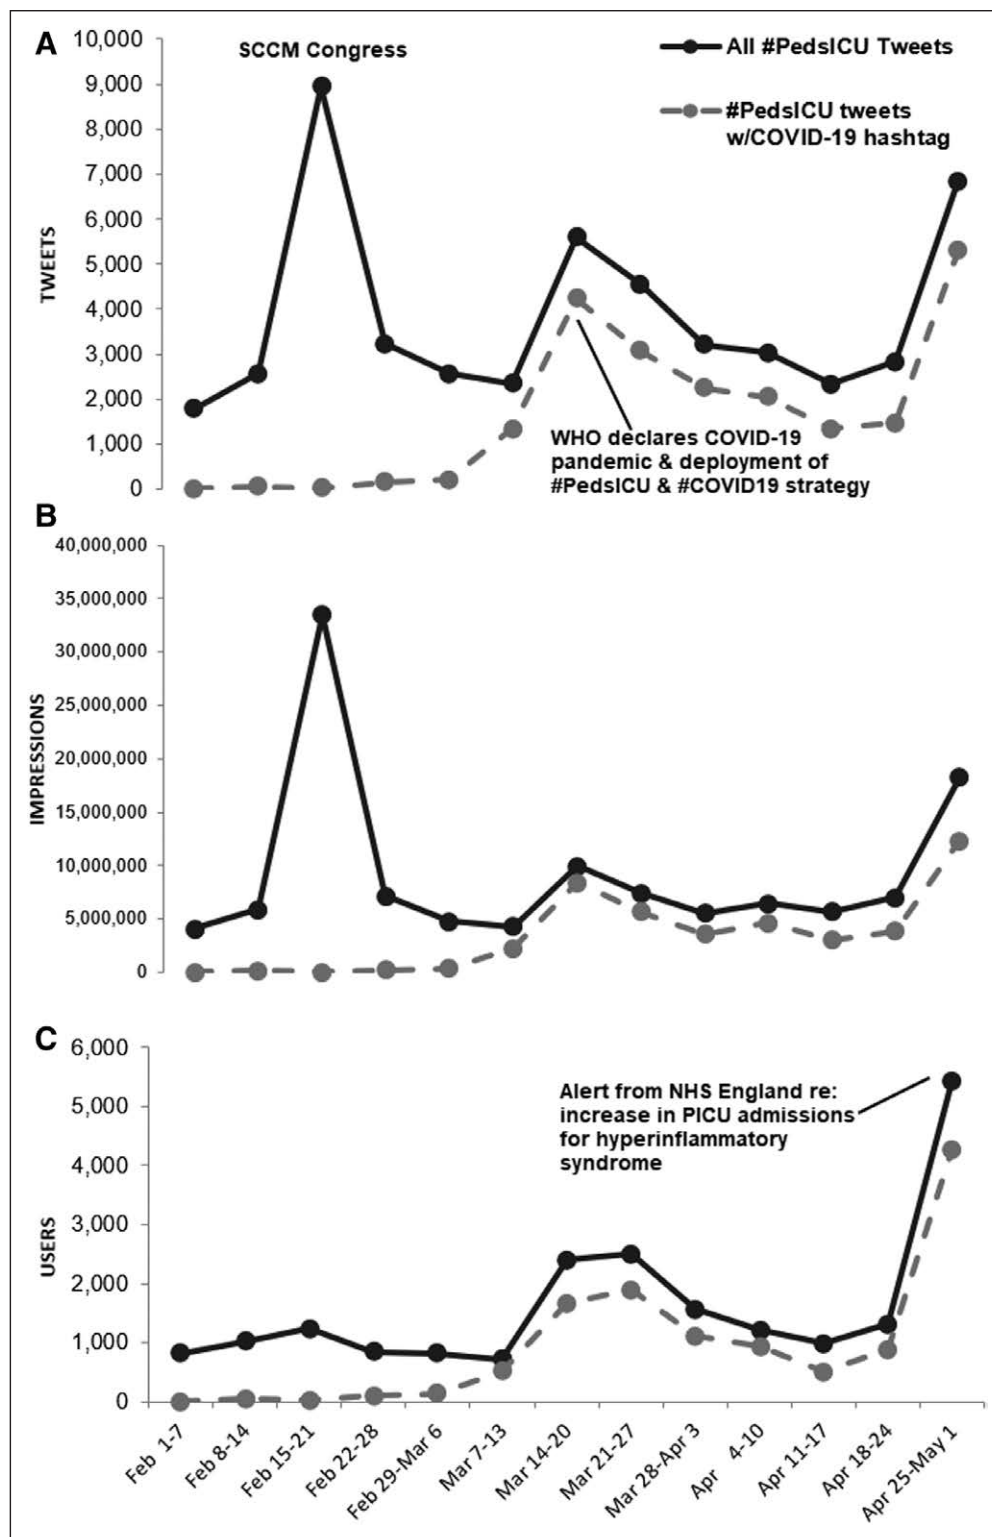 A
10,000
9,000
8,000
7,000
6,000
5,000
4,000
3,000
2,000
1,000
0
TWEETS
SCCM Congress
All #PedsICU Tweets
#PedsICU tweets
w/COVID-19 hashtag
WHO declares COVID-19
pandemic & deployment of
#PedsICU & #COVID19 strategy
B
40,000,000
35,000,000
30,000,000
25,000,000
20,000,000
15,000,000
10,000,000
5,000,000
0
IMPRESSIONS
C
6,000
5,000
4,000
3,000
2,000
1,000
0
USERS
Alert from NHS England re:
increase in PICU admissions
for hyperinflammatory
syndrome
Feb 1-7
Feb 8-14
Feb 15-21
Feb 22-28
Feb 29-Mar 6
Mar 7-13
Mar 14-20
Mar 21-27
Mar 28-Apr 3
Apr 4-10
Apr 11-17
Apr 18-24
Apr 25-May 1